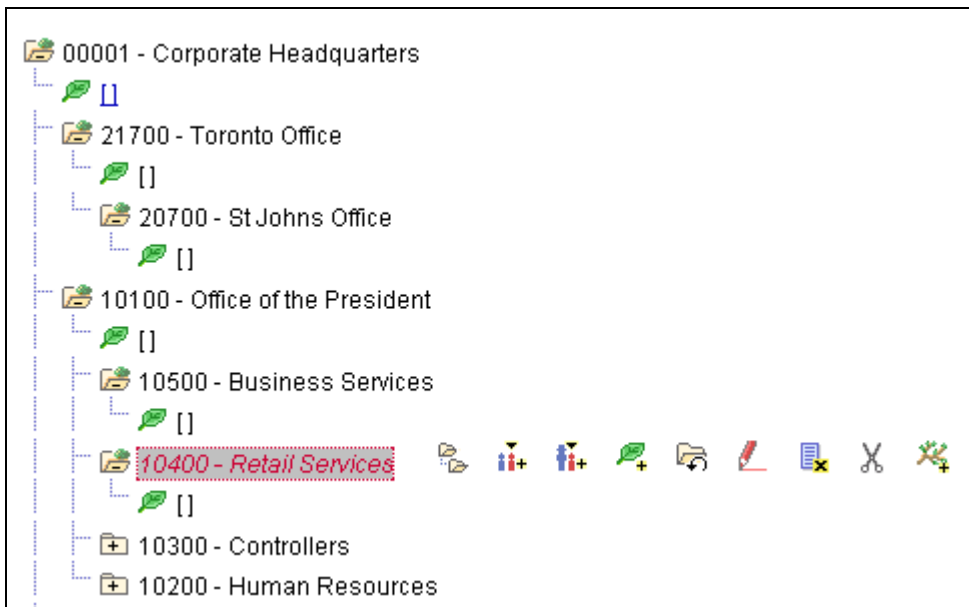 00001 - Corporate Headquarters
[]
21700 - Toronto Office
[]
20700 - St Johns Office
[]
10100 - Office of the President
[]
10500 - Business Services
[]
10400 - Retail Services
[]
10300 - Controllers
10200 - Human Resources